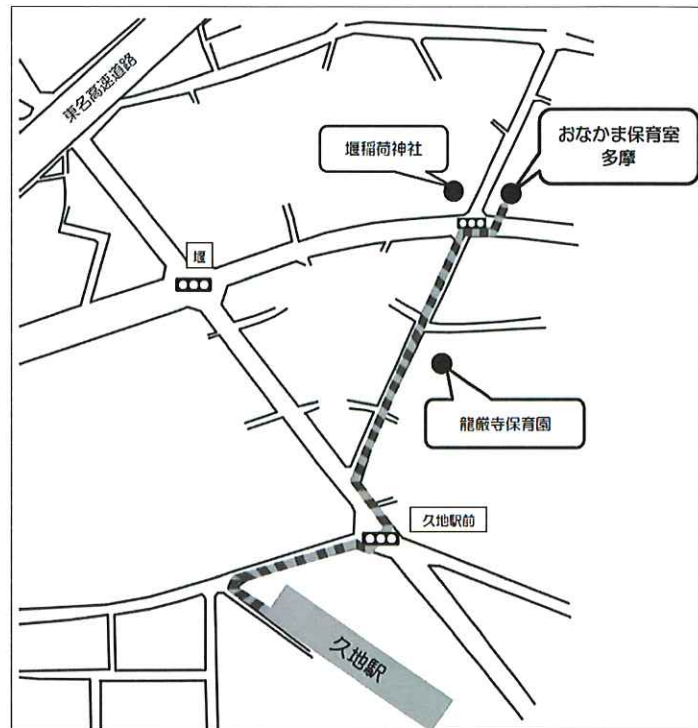 東名高速道路
堰稲荷神社
おなかま保育室
多摩
堰
龍厳寺保育園
久地駅前
久地駅